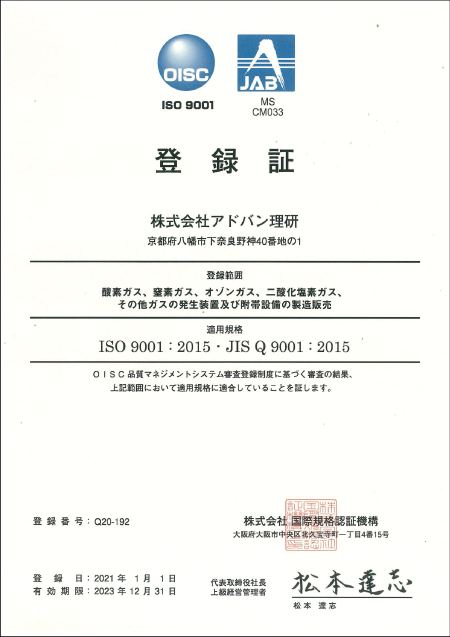 OISC
JAB
ISO 9001
MS
CM033
登録証
株式会社アドバン理研
京都府八幡市下奈良野神40番地の1
登録範囲
酸素ガス、窒素ガス、オゾンガス、二酸化塩素ガス、
その他ガスの発生装置及び附帯設備の製造販売
適用規格
ISO 9001：2015・JIS Q 9001：2015
OISC品質マネジメントシステム審査登録制度に基づく審査の結果、
上記範囲において適用規格に適合していることを証します。
登録番号：Q20-192
株式会社 国際規格認証機構
大阪府大阪市中央区北久宝寺町一丁目4番15号
登録日：2021年 1月 1日
有効期限：2023年12月31日
代表取締役社長
上級経営管理者
松本達志
松本 達志